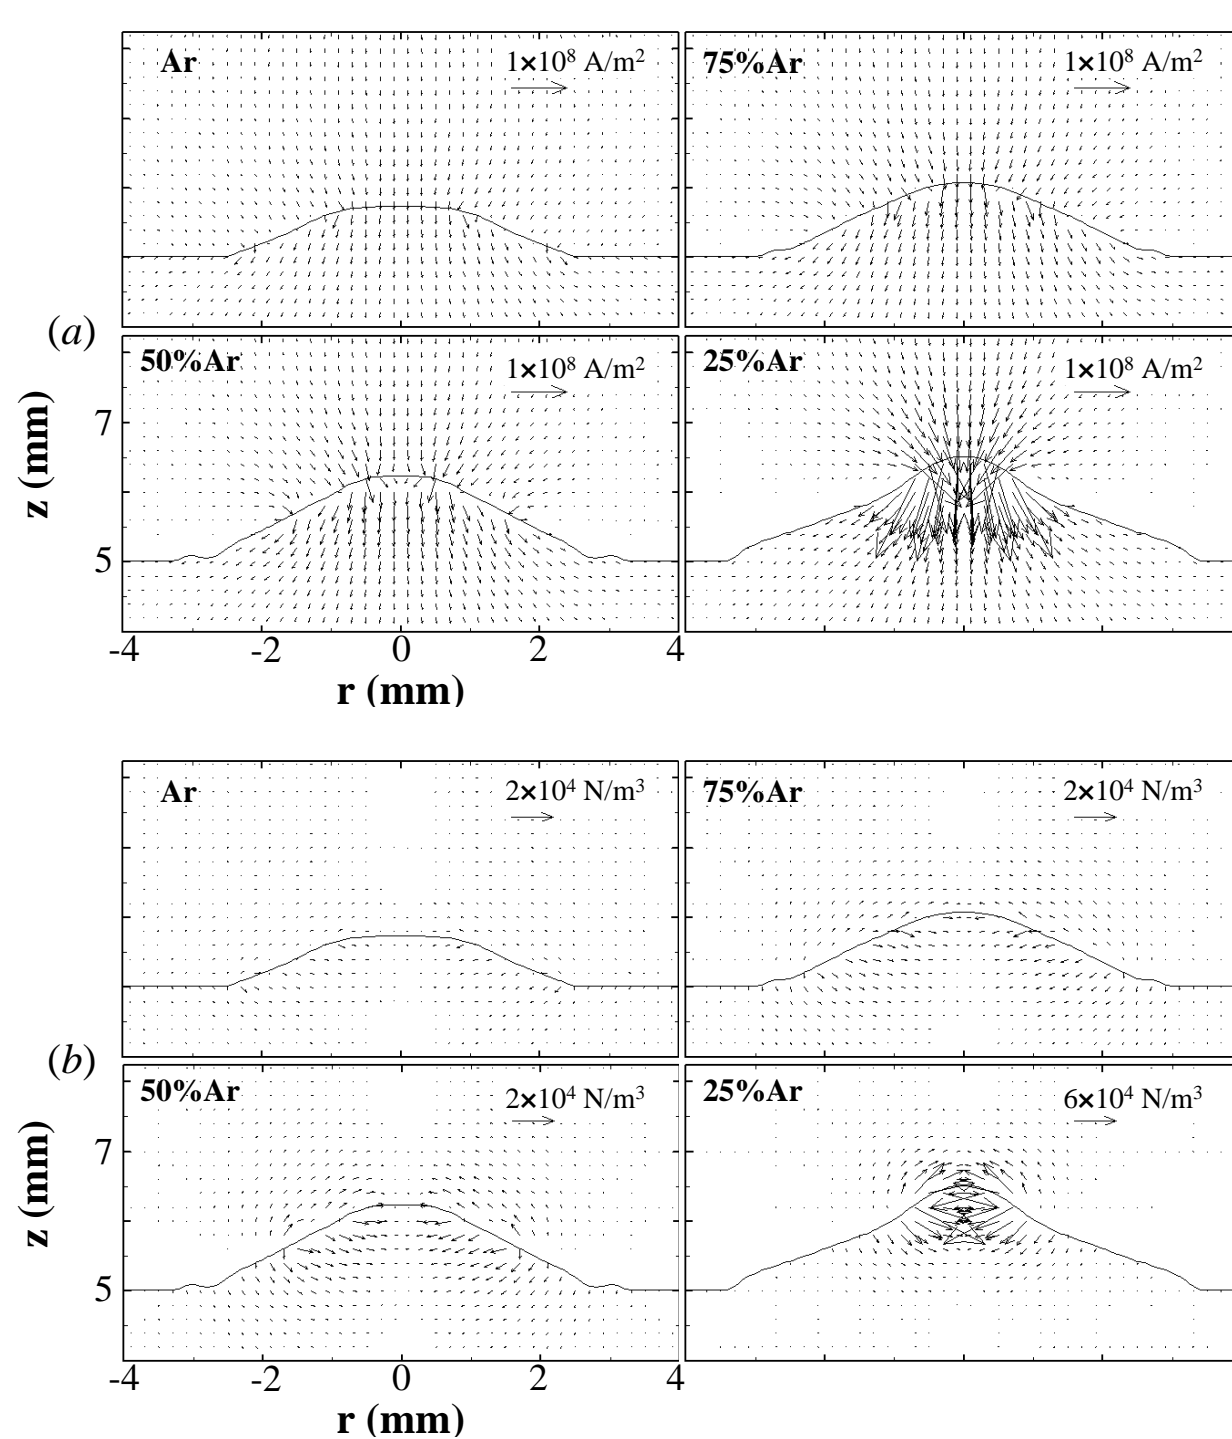 Ar
1×10⁸ A/m²
75%Ar
1×10⁸ A/m²
(a)
50%Ar
1×10⁸ A/m²
25%Ar
1×10⁸ A/m²
z (mm)
7
5
-4 -2 0 2 4
r (mm)
Ar
2×10⁴ N/m³
75%Ar
2×10⁴ N/m³
(b)
50%Ar
2×10⁴ N/m³
25%Ar
6×10⁴ N/m³
z (mm)
7
5
-4 -2 0 2 4
r (mm)